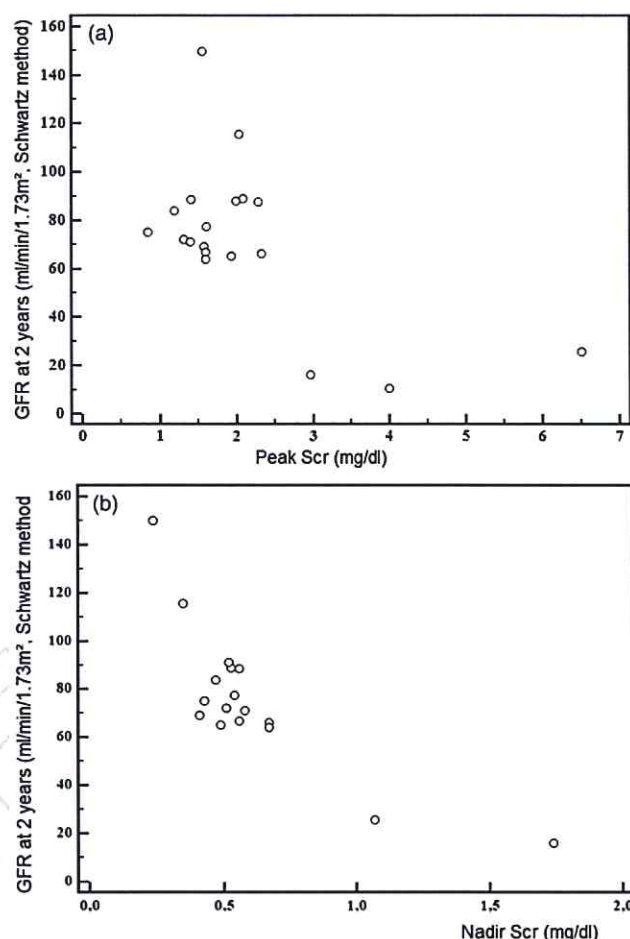 (a)
GFR at 2 years (ml/min/1.73m², Schwartz method)
160
140
120
100
80
60
40
20
0
0 1 2 3 4 5 6 7
Peak Scr (mg/dl)
(b)
GFR at 2 years (ml/min/1.73m², Schwartz method
160
140
120
100
80
60
40
20
0
0,0 0.5 1.0 1,5 2.0
Nadir Scr (mg/dl)